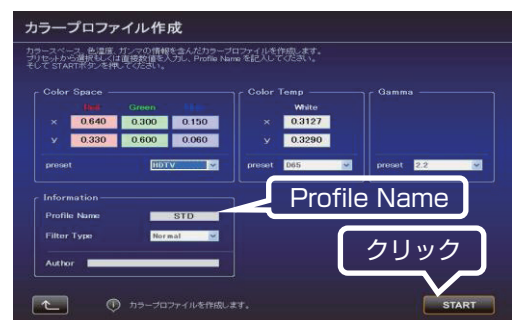 カラープロファイル作成
カラースペース、色温度、ガンマの情報を含んだカラープロファイルを作成します。
プリセットから選択もしくは直接数値を入力し、Profile Name を記入してください。
そして STARTボタンを押してください。
Color Space
Red Green Blue
x 0.640 0.300 0.150
y 0.330 0.600 0.060
preset HDTV
Color Temp
White
x 0.3127
y 0.3290
preset D65
Gamma
preset 2.2
Information
Profile Name STD
Filter Type Normal
Author
Profile Name
クリック
カラープロファイルを作成します。
START